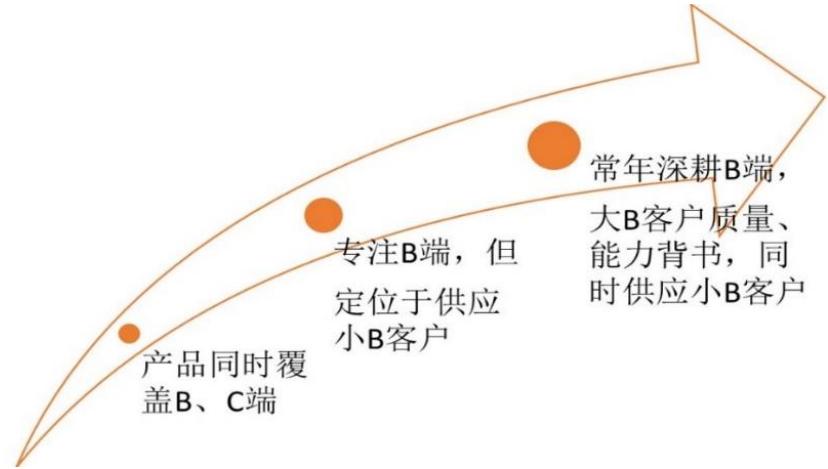 产品同时覆
盖B、C端
专注B端，但
定位于供应
小B客户
常年深耕B端，
大B客户质量、
能力背书，同
时供应小B客户